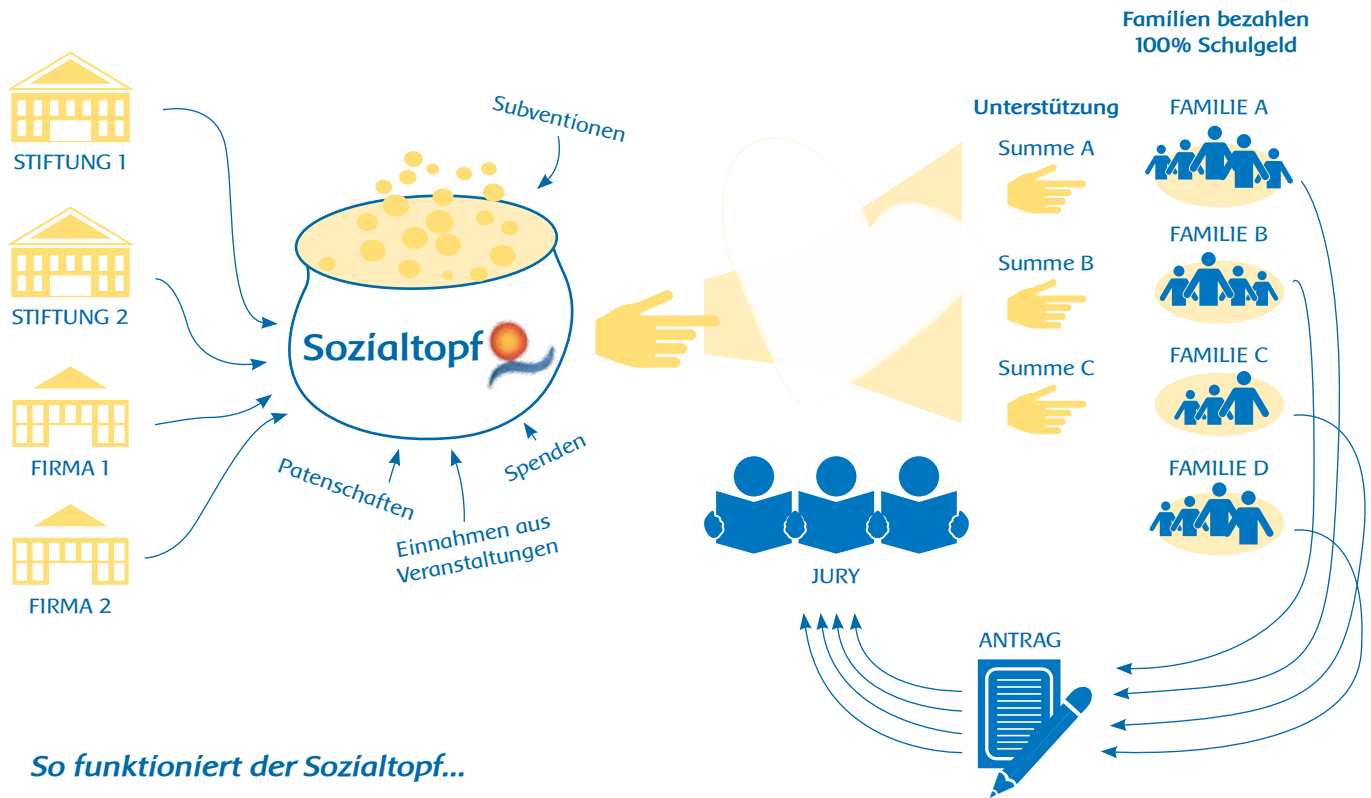 Familien bezahlen
100% Schulgeld
Unterstützung
FAMILIE A
Summe A
FAMILIE B
Summe B
FAMILIE C
Summe C
FAMILIE D
STIFTUNG 1
STIFTUNG 2
FIRMA 1
FIRMA 2
Subventionen
Sozialtopf
Patenschaften
Einnahmen aus
Veranstaltungen
Spenden
JURY
ANTRAG
So funktioniert der Sozialtopf...